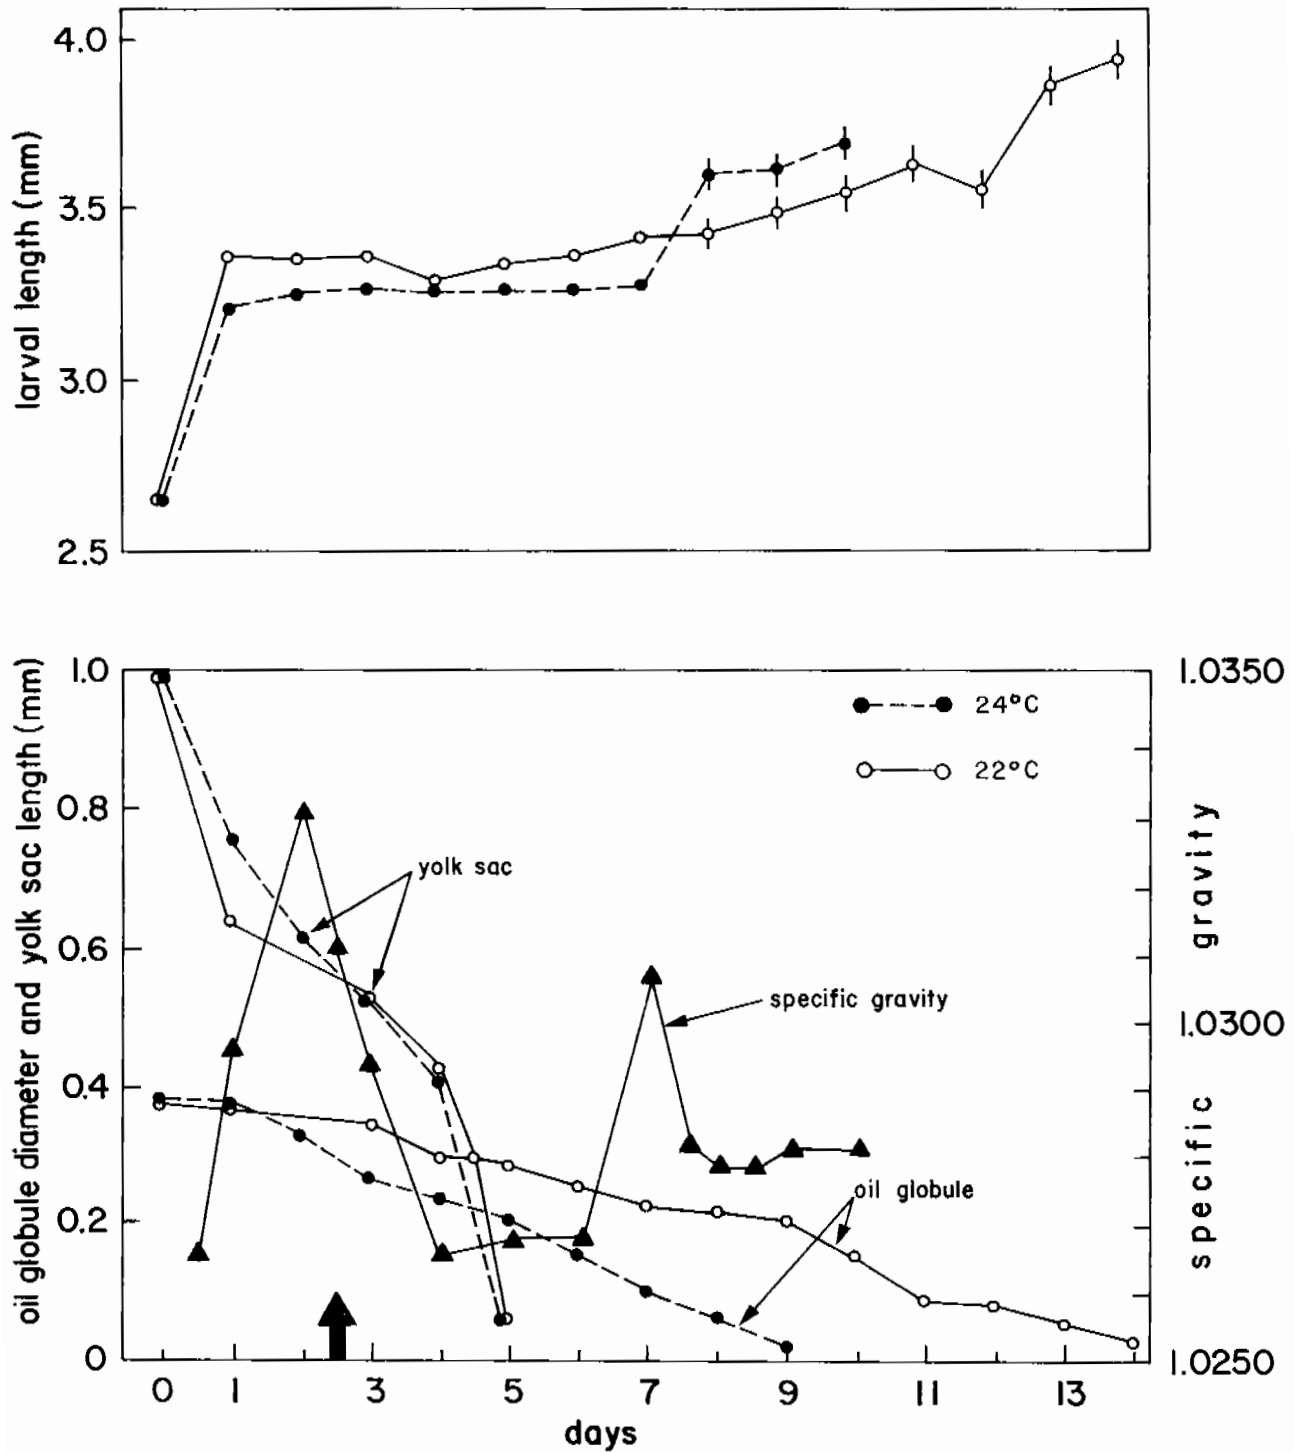 4.0
3.5
3.0
2.5
larval length (mm)
1.0
0.8
0.6
0.4
0.2
0
oil globule diameter and yolk sac length (mm)
24°C
22°C
yolk sac
specific gravity
oil globule
1.0350
1.0300
1.0250
specific gravity
0 1 3 5 7 9 11 13
days